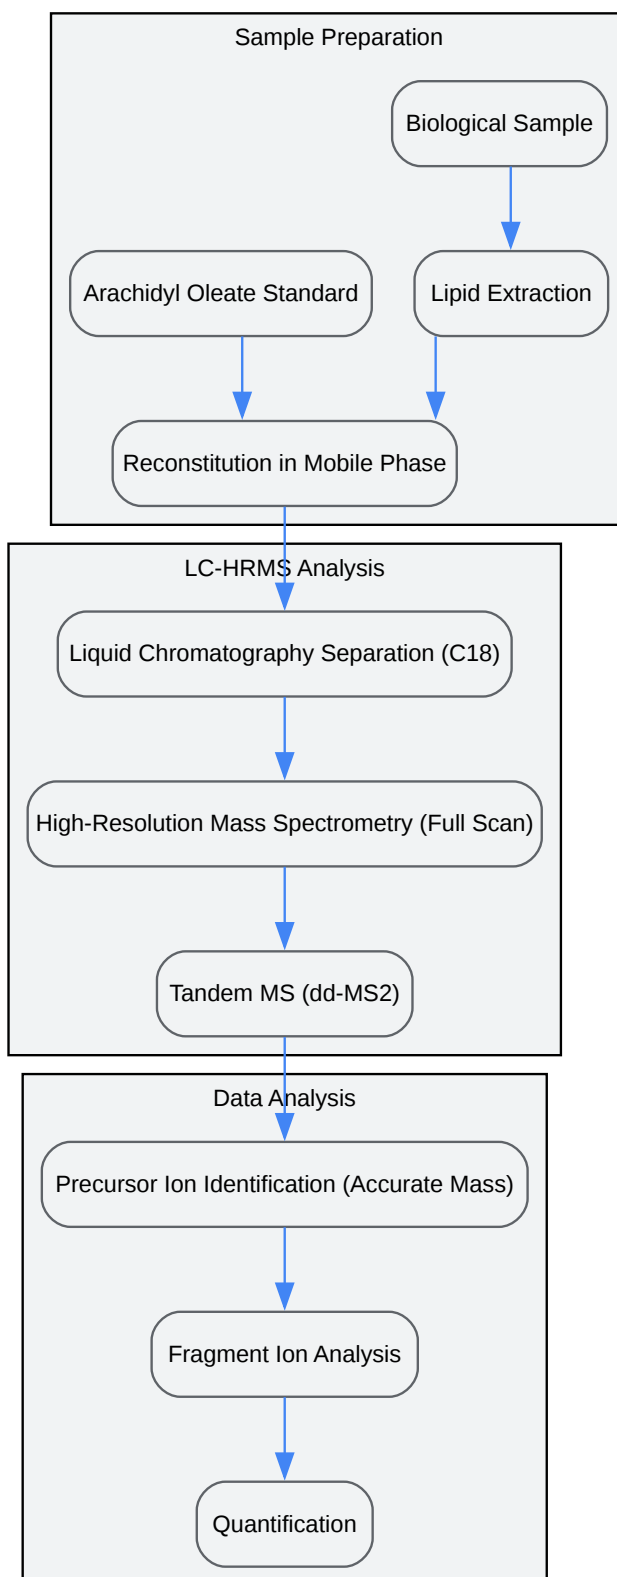 Sample Preparation
Biological Sample
Arachidyl Oleate Standard
Lipid Extraction
Reconstitution in Mobile Phase
LC-HRMS Analysis
Liquid Chromatography Separation (C18)
High-Resolution Mass Spectrometry (Full Scan)
Tandem MS (dd-MS2)
Data Analysis
Precursor Ion Identification (Accurate Mass)
Fragment Ion Analysis
Quantification